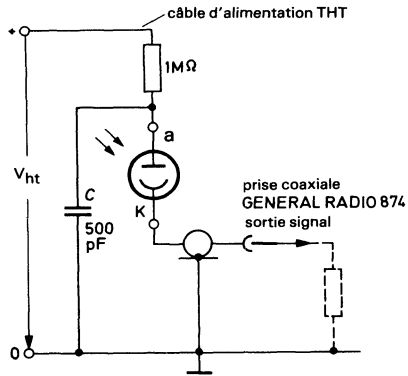 câble d'alimentation THT
+
1MΩ
a
V_ht
C
500
pF
K
prise coaxiale
GENERAL RADIO 874
sortie signal
0